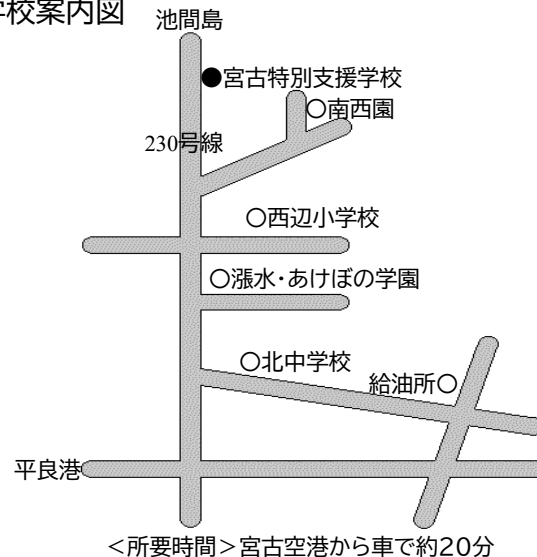 校案内図
池間島
●宮古特別支援学校
○南西園
230号線
○西辺小学校
○漲水・あけぼの学園
○北中学校
給油所○
平良港
＜所要時間＞宮古空港から車で約20分